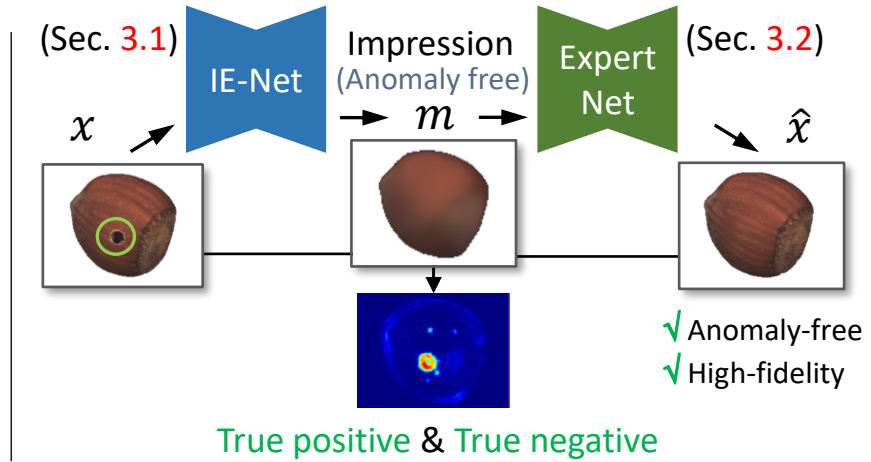 (Sec. 3.1)
IE-Net
Impression
(Anomaly free)
Expert
Net
(Sec. 3.2)
x
m
x̂
√ Anomaly-free
√ High-fidelity
True positive & True negative